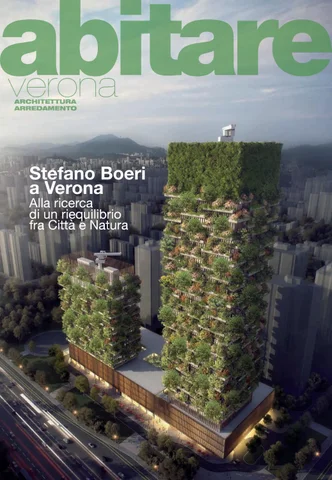 abitare
verona
ARCHITETTURA
ARREDAMENTO
Stefano Boeri
a Verona
Alla ricerca
di un riequilibrio
fra Città e Natura